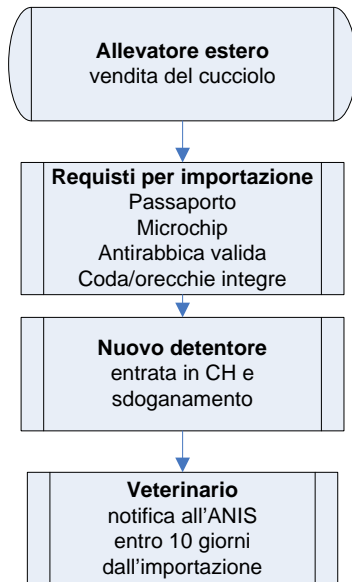 Allevatore estero
vendita del cucciolo
Requisti per importazione
Passaporto
Microchip
Antirabbica valida
Coda/orecchie integre
Nuovo detentore
entrata in CH e
sdoganamento
Veterinario
notifica all'ANIS
entro 10 giorni
dall'importazione